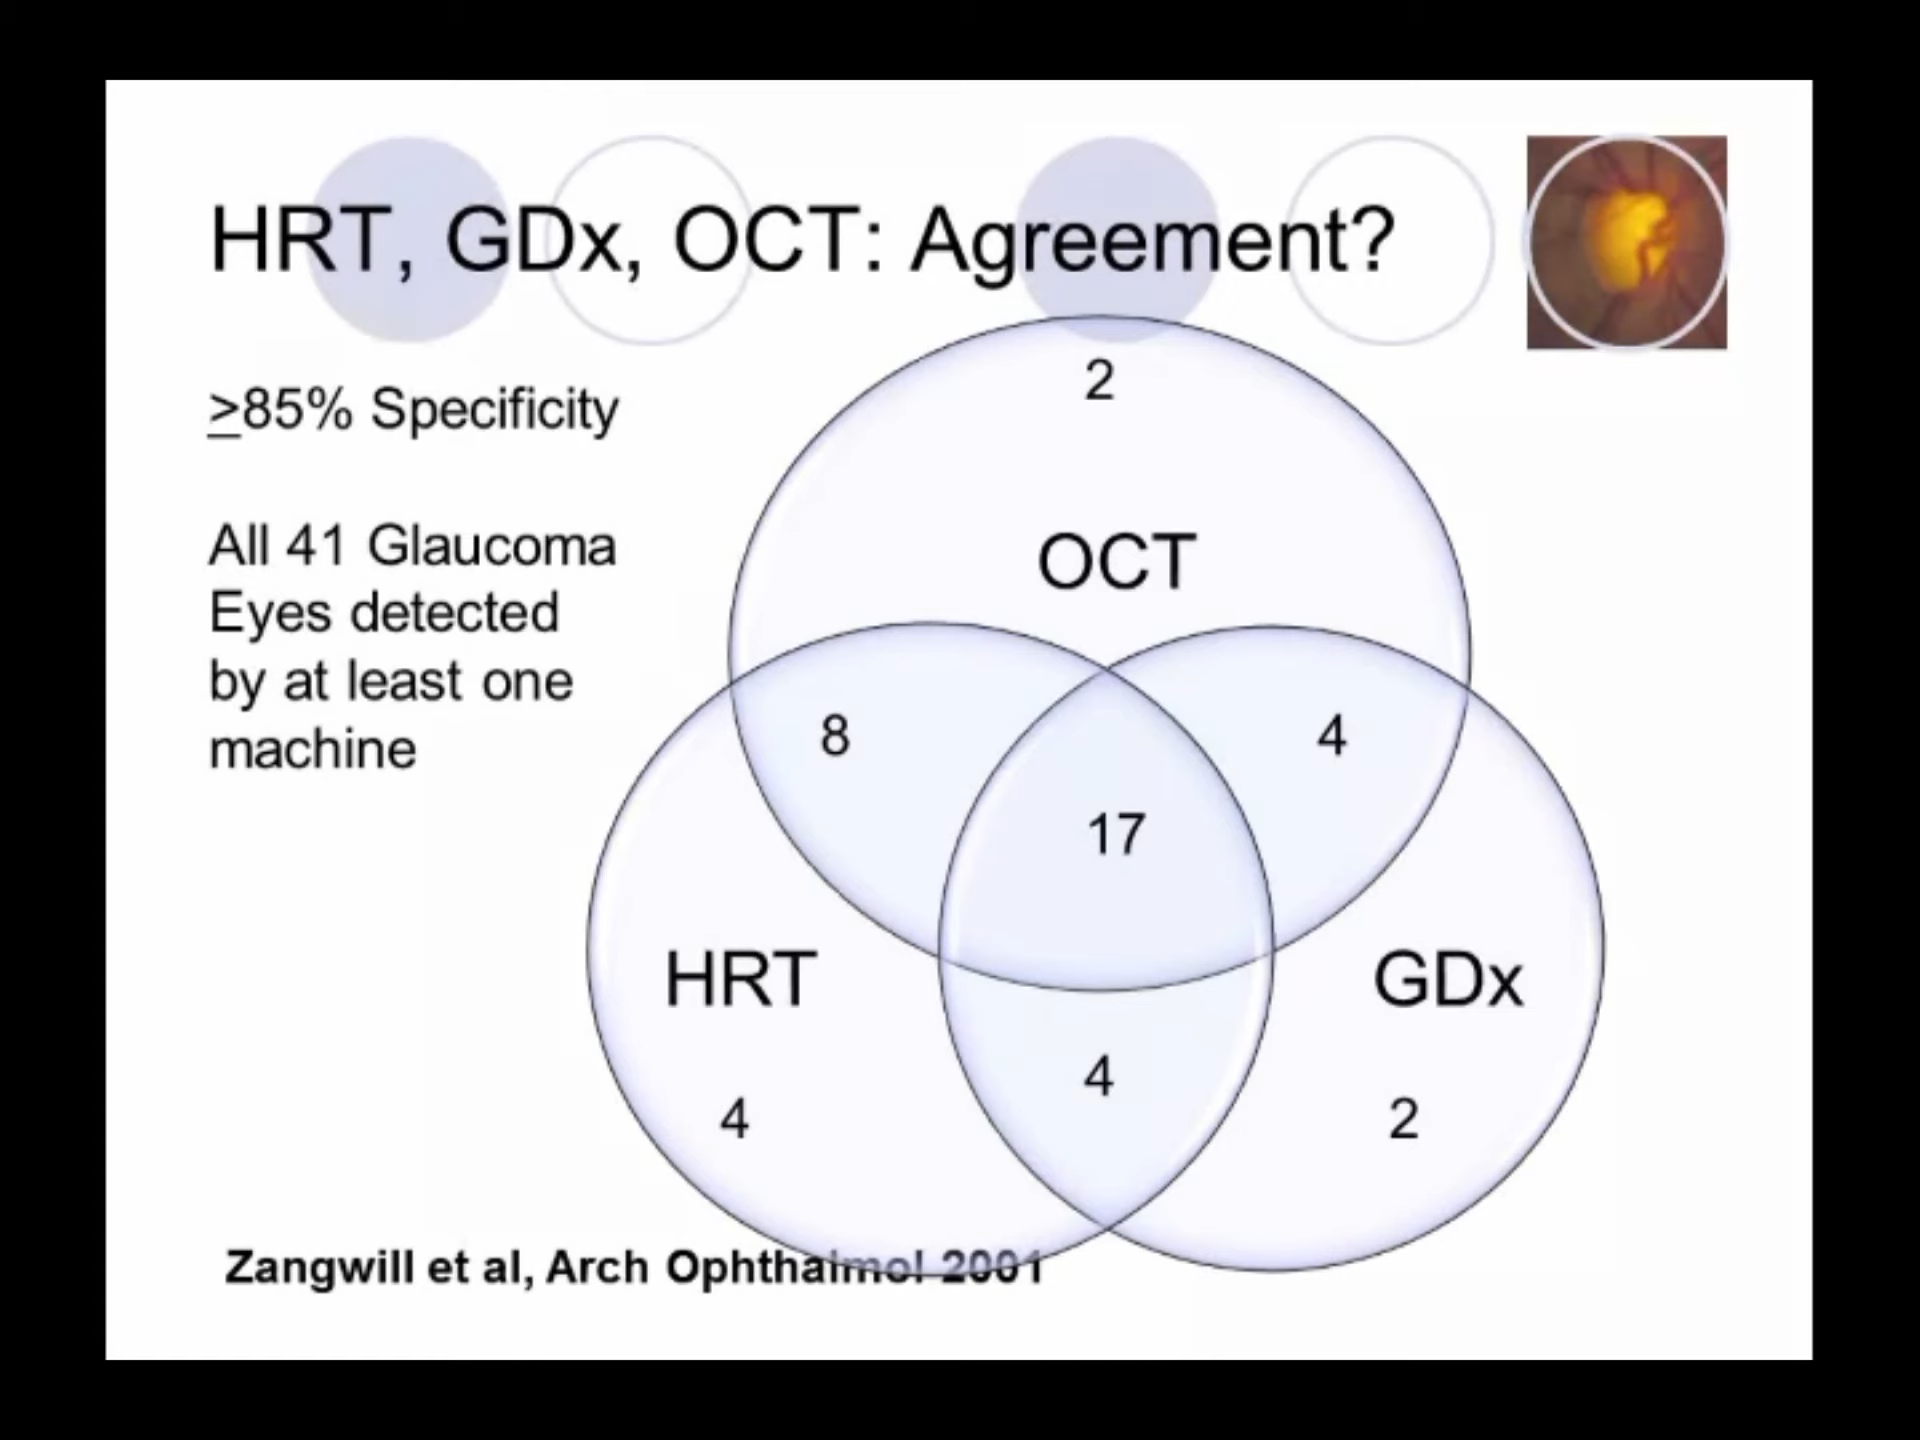 HRT, GDx, OCT: Agreement?
≥85% Specificity
All 41 Glaucoma
Eyes detected
by at least one
machine
2
OCT
8
4
17
HRT
GDx
4
4
2
Zangwill et al, Arch Ophthalmol 2001